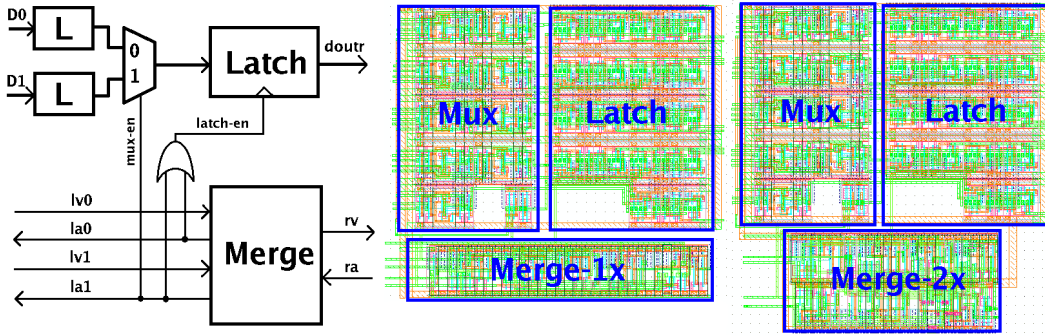 D0
L
0
1
D1
L
Latch
doutr
mux-en
latch-en
lv0
la0
lv1
la1
Merge
rv
ra
Mux
Latch
Merge-1x
Mux
Latch
Merge-2x